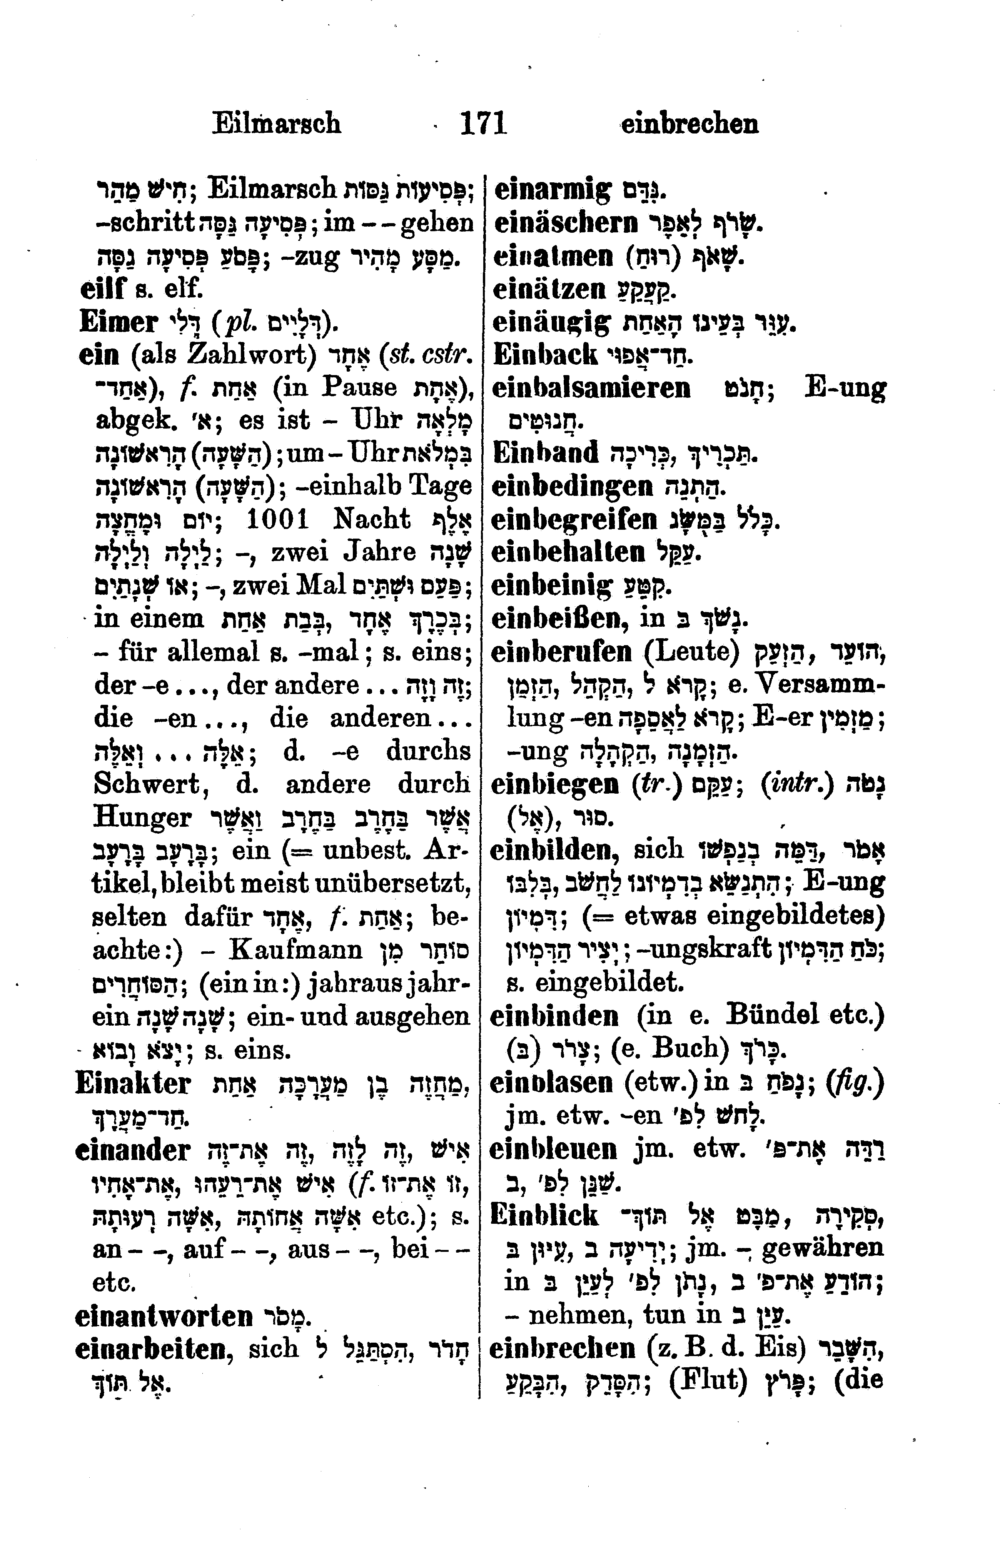 Eilmarsch 171 einbrechen
חִישׁ מַהֵר; Eilmarsch פְּסִיעוֹת גַּסּוֹת;
–schritt פְּסִיעָה גַסָּה; im – – gehen
פָּסֹעַ פְּסִיעָה גַסָּה; –zug מַסָּע מָהִיר.
eilf s. elf.
Eimer דְּלִי (pl. דְּלָיִים).
ein (als Zahlwort) אֶחָד (st. cstr.
אַחַד־), f. אַחַת (in Pause אֶחָת),
abgek. א'; es ist – Uhr מָלְאָה
הַשָּׁעָה) הָרִאשׁוֹנָה); um – Uhr בִּמְלֹאת
(הַשָּׁעָה) הָרִאשׁוֹנָה; –einhalb Tage
יוֹם וּמֶחֱצָה; 1001 Nacht אֶלֶף
לַיְלָה וְלַיְלָה; –, zwei Jahre שָׁנָה
אוֹ שְׁנָתַיִם; –, zwei Mal פַּעַם וּשְׁתַּיִם;
in einem בְּכֶרֶךְ אֶחָד, בְּבַת אַחַת;
– für allemal s. –mal; s. eins;
der –e ..., der andere ... זֶה וָזֶה;
die –en ..., die anderen ...
אֵלֶּה ... וְאֵלֶּה; d. –e durchs
Schwert, d. andere durch
Hunger אֲשֶׁר בַּחֶרֶב בַּחֶרֶב וַאֲשֶׁר
בָּרָעָב בָּרָעָב; ein (= unbest. Ar-
tikel, bleibt meist unübersetzt,
selten dafür אֶחָד, f. אַחַת; be-
achte:) – Kaufmann סוֹחֵר מִן
הַסּוֹחֲרִים; (ein in:) jahraus jahr-
ein שָׁנָה שָׁנָה; ein- und ausgehen
יָצֹא וָבוֹא; s. eins.
Einakter מַחֲזֶה בֶן מַעֲרָכָה אַחַת,
חַד־מַעֲרָךְ.
einander אִישׁ, זֶה לָזֶה, זֶה אֶת־זֶה
זוֹ אֶת־זוֹ, (f. אִישׁ אֶת־רֵעֵהוּ, אֶת־אָחִיו
אִשָּׁה אֲחוֹתָהּ, אִשָּׁה רְעוּתָהּ etc.); s.
an – –, auf – –, aus – –, bei – –
etc.
einantworten מָסֹר.
einarbeiten, sich חָדֹר, הִסְתַּגֵּל לְ
אֶל תּוֹךְ.
einarmig גִּדֵּם.
einäschern שָׂרֹף לְאֵפֶר.
einatmen (רוּחַ) שָׁאֹף.
einätzen קַעֲקֵעַ.
einäugig עִוֵּר בְּעֵינוֹ הָאַחַת.
Einback חַד־אֲפוּי.
einbalsamieren חָנֹט; E-ung
חֲנוּטִים.
Einband תַּכְרִיךְ, כְּרִיכָה.
einbedingen הַתְנֵה.
einbegreifen כָּלֹל בַּמֻּשָּׂג.
einbehalten עַקֵּל.
einbeinig קִטֵּעַ.
einbeißen, in נָשֹׁךְ בְּ.
einberufen (Leute) הוֹעֵד, הַזְעֵק,
קָרֹא לְ, הַקְהֵל, הַזְמֵן; e. Versamm-
lung –en קָרֹא לַאֲסֵפָה; E-er מַזְמִין;
–ung הַזְמָנָה, הַקְהָלָה.
einbiegen (tr.) עַקֵּם; (intr.) נָטֹה
(אֶל), סוּר.
einbilden, sich אָמֹר, דַּמֵּה בְנַפְשׁוֹ
בְּלִבּוֹ, הִתְנַשֵּׂא בְדִמְיוֹנוֹ לַחֲשֹׁב; E-ung
דִּמְיוֹן; (= etwas eingebildetes)
יְצִיר הַדִּמְיוֹן; –ungskraft כֹּחַ הַדִּמְיוֹן;
s. eingebildet.
einbinden (in e. Bündel etc.)
צָרֹר (בְּ); (e. Buch) כָּרֹךְ.
einblasen (etw.) in נָפֹחַ בְּ; (fig.)
jm. etw. –en לָחֹשׁ לִפְ'.
einbleuen jm. etw. רַדֵּה אֶת־פ'
בְּ, שַׁנֵּן לִפְ'.
Einblick סְקִירָה, מַבָּט אֶל תּוֹךְ־
יְדִיעָה בְ, עִיּוּן בְּ; jm. – gewähren
in הוֹדֵעַ אֶת־פ' בְּ, נָתֹן לִפְ' לְעַיֵּן בְּ;
– nehmen, tun in עַיֵּן בְּ.
einbrechen (z. B. d. Eis) הִשָּׁבֵר,
הִסָּדֵק, הִבָּקֵעַ; (Flut) פָּרֹץ; (die